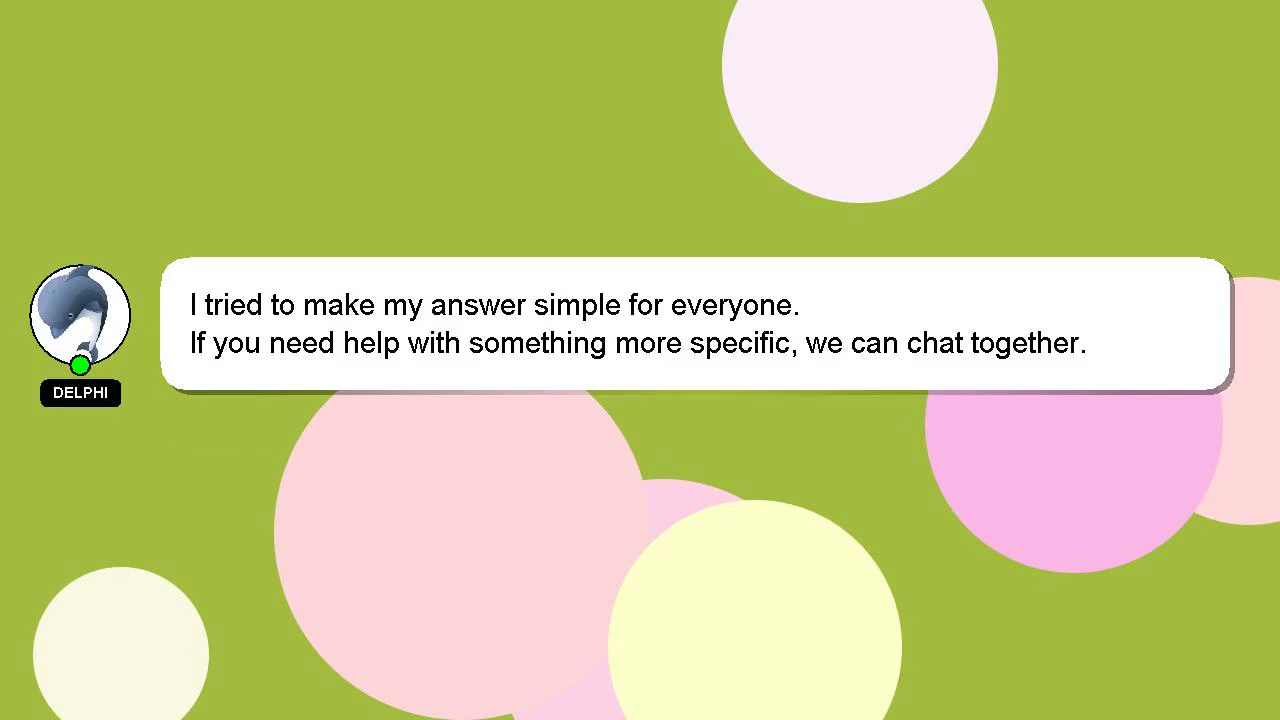 I tried to make my answer simple for everyone.
If you need help with something more specific, we can chat together.
DELPHI